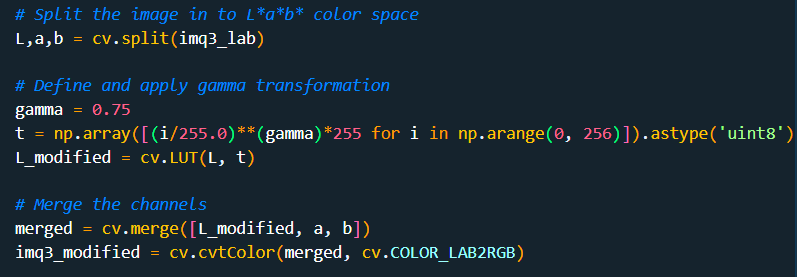 # Split the image in to L*a*b* color space
L,a,b = cv.split(imq3_lab)
# Define and apply gamma transformation
gamma = 0.75
t = np.array([(i/255.0)**(gamma)*255 for i in np.arange(0, 256)]).astype('uint8')
L_modified = cv.LUT(L, t)
# Merge the channels
merged = cv.merge([L_modified, a, b])
imq3_modified = cv.cvtColor(merged, cv.COLOR_LAB2RGB)